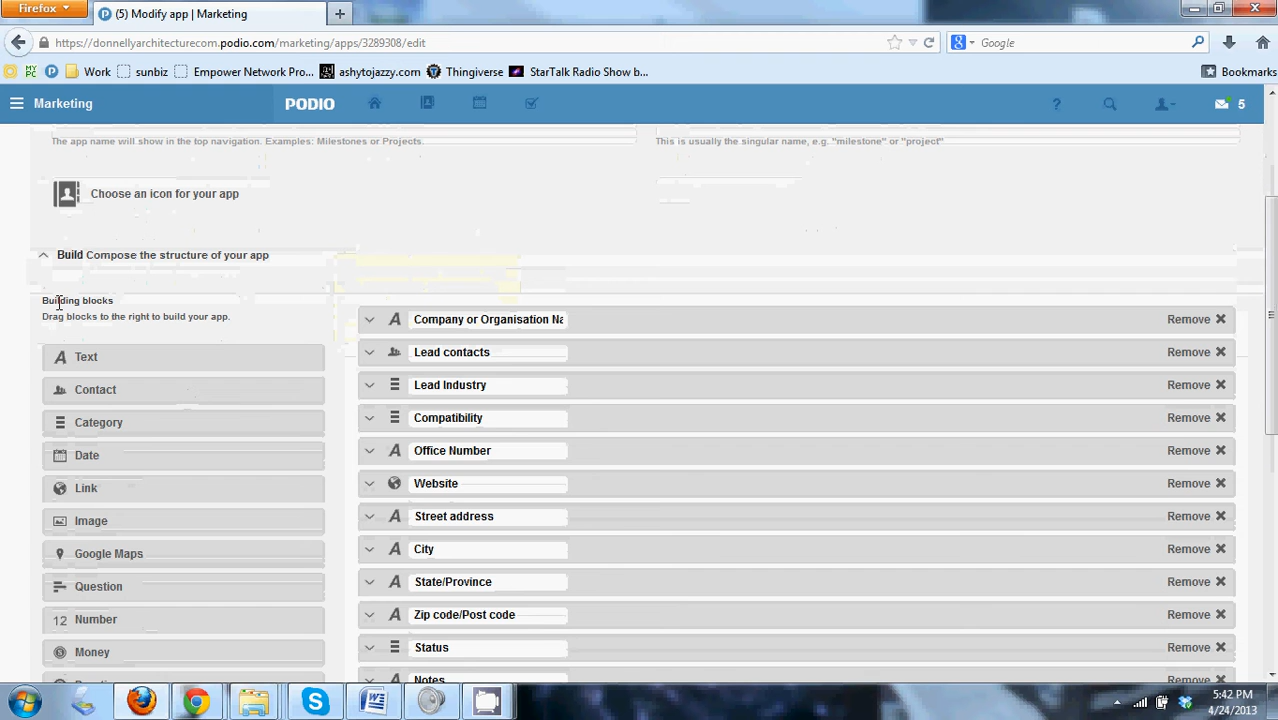 Firefox
(5) Modify app | Marketing
https://donnellyarchitecturecom.podio.com/marketing/apps/3289308/edit
Google
Work
sunbiz
Empower Network Pro...
ashytojazzy.com
Thingiverse
StarTalk Radio Show b...
Bookmarks
Marketing
PODIO
?
5
The app name will show in the top navigation. Examples: Milestones or Projects.
This is usually the singular name, e.g. "milestone" or "project"
Choose an icon for your app
Build Compose the structure of your app
Building blocks
Drag blocks to the right to build your app.
Text
Contact
Category
Date
Link
Image
Google Maps
Question
12 Number
Money
Company or Organisation Na
Remove
Lead contacts
Remove
Lead Industry
Remove
Compatibility
Remove
Office Number
Remove
Website
Remove
Street address
Remove
City
Remove
State/Province
Remove
Zip code/Post code
Remove
Status
Remove
Notes
Remove
5:42 PM
4/24/2013